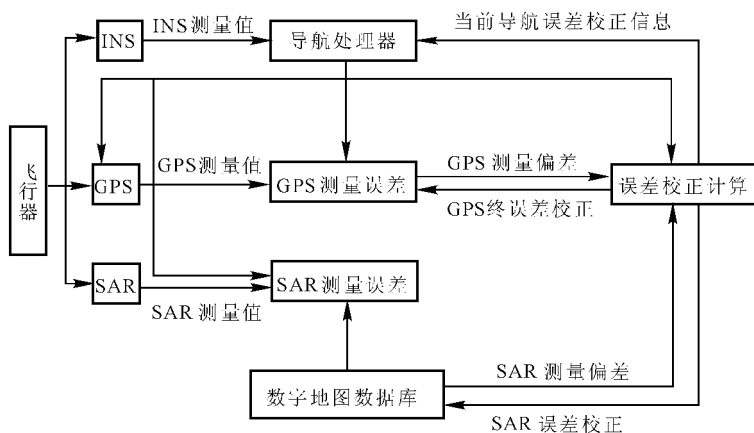 INS
INS测量值
导航处理器
当前导航误差校正信息
飞行器
GPS
GPS测量值
GPS测量误差
GPS测量偏差
GPS终误差校正
误差校正计算
SAR
SAR测量值
SAR测量误差
数字地图数据库
SAR测量偏差
SAR误差校正